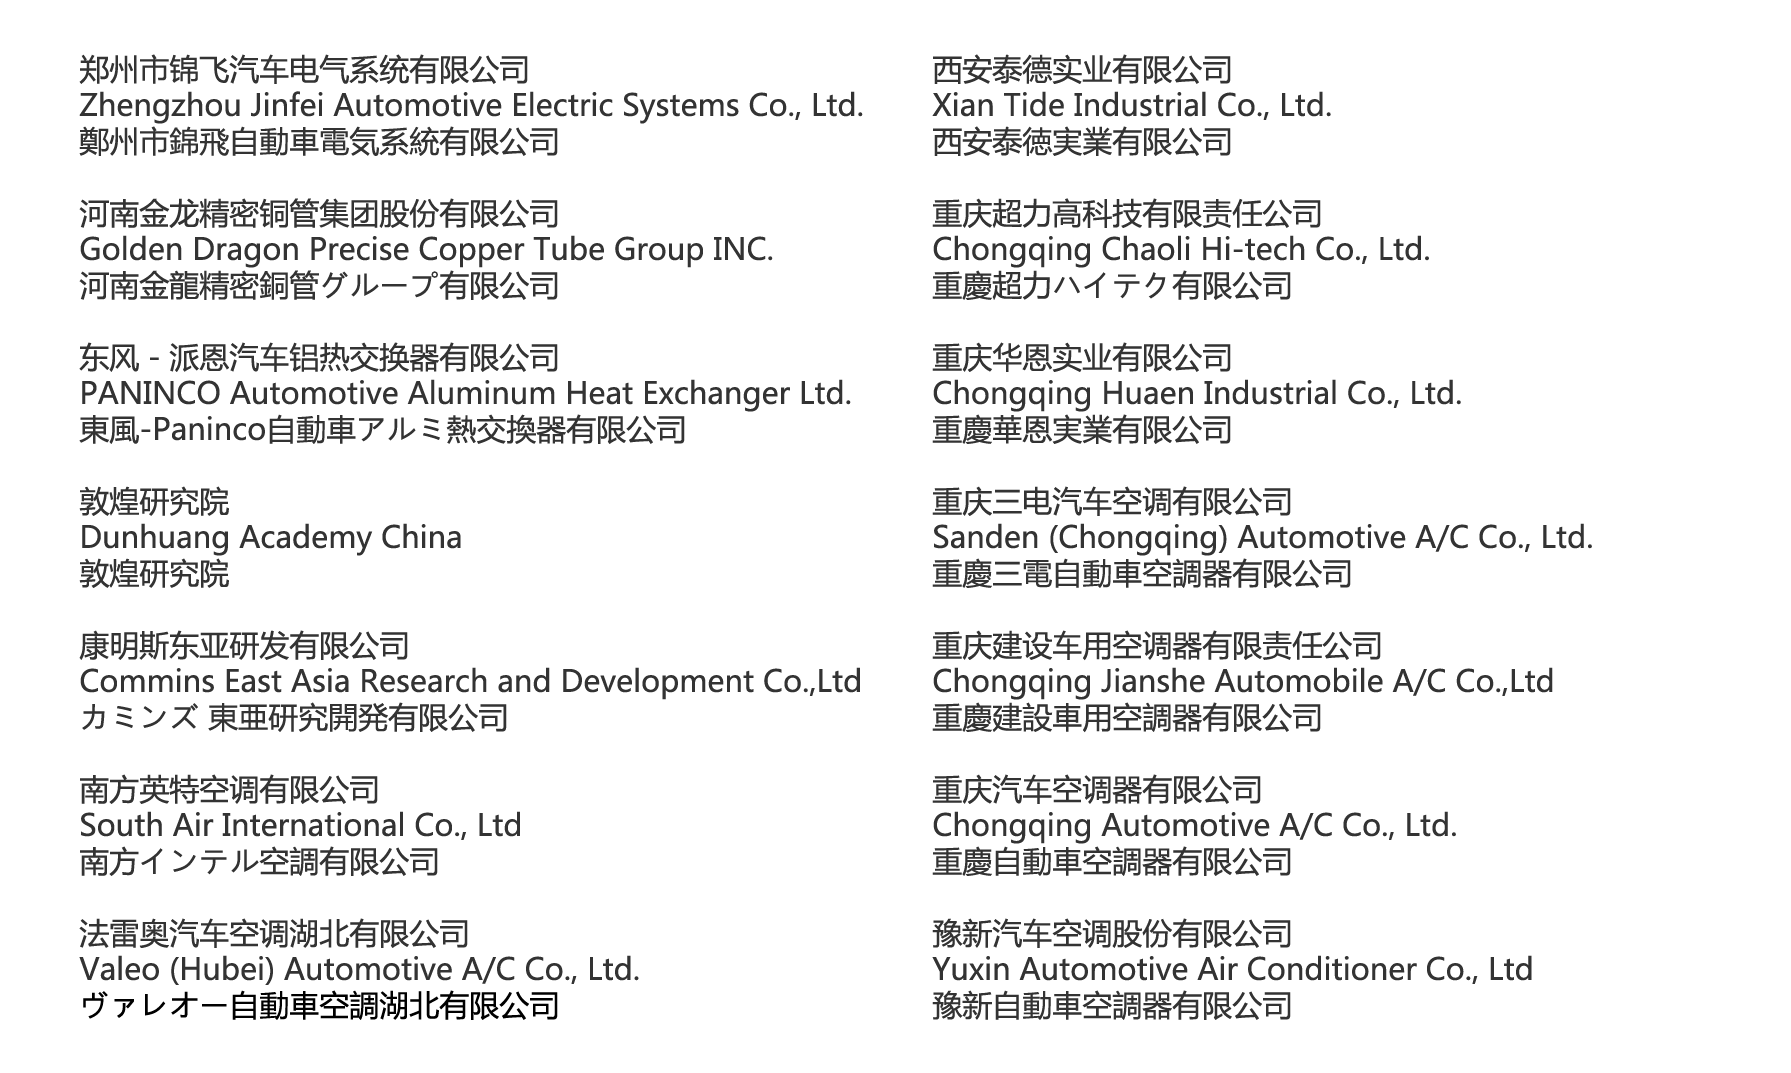 郑州市锦飞汽车电气系统有限公司
Zhengzhou Jinfei Automotive Electric Systems Co., Ltd.
鄭州市錦飛自動車電気系統有限公司
河南金龙精密铜管集团股份有限公司
Golden Dragon Precise Copper Tube Group INC.
河南金龍精密銅管グループ有限公司
东风 - 派恩汽车铝热交换器有限公司
PANINCO Automotive Aluminum Heat Exchanger Ltd.
東風-Paninco自動車アルミ熱交換器有限公司
敦煌研究院
Dunhuang Academy China
敦煌研究院
康明斯东亚研发有限公司
Commins East Asia Research and Development Co.,Ltd
カミンズ 東亜研究開発有限公司
南方英特空调有限公司
South Air International Co., Ltd
南方インテル空調有限公司
法雷奥汽车空调湖北有限公司
Valeo (Hubei) Automotive A/C Co., Ltd.
ヴァレオー自動車空調湖北有限公司
西安泰德实业有限公司
Xian Tide Industrial Co., Ltd.
西安泰徳実業有限公司
重庆超力高科技有限责任公司
Chongqing Chaoli Hi-tech Co., Ltd.
重慶超力ハイテク有限公司
重庆华恩实业有限公司
Chongqing Huaen Industrial Co., Ltd.
重慶華恩実業有限公司
重庆三电汽车空调有限公司
Sanden (Chongqing) Automotive A/C Co., Ltd.
重慶三電自動車空調器有限公司
重庆建设车用空调器有限责任公司
Chongqing Jianshe Automobile A/C Co.,Ltd
重慶建設車用空調器有限公司
重庆汽车空调器有限公司
Chongqing Automotive A/C Co., Ltd.
重慶自動車空調器有限公司
豫新汽车空调股份有限公司
Yuxin Automotive Air Conditioner Co., Ltd
豫新自動車空調器有限公司